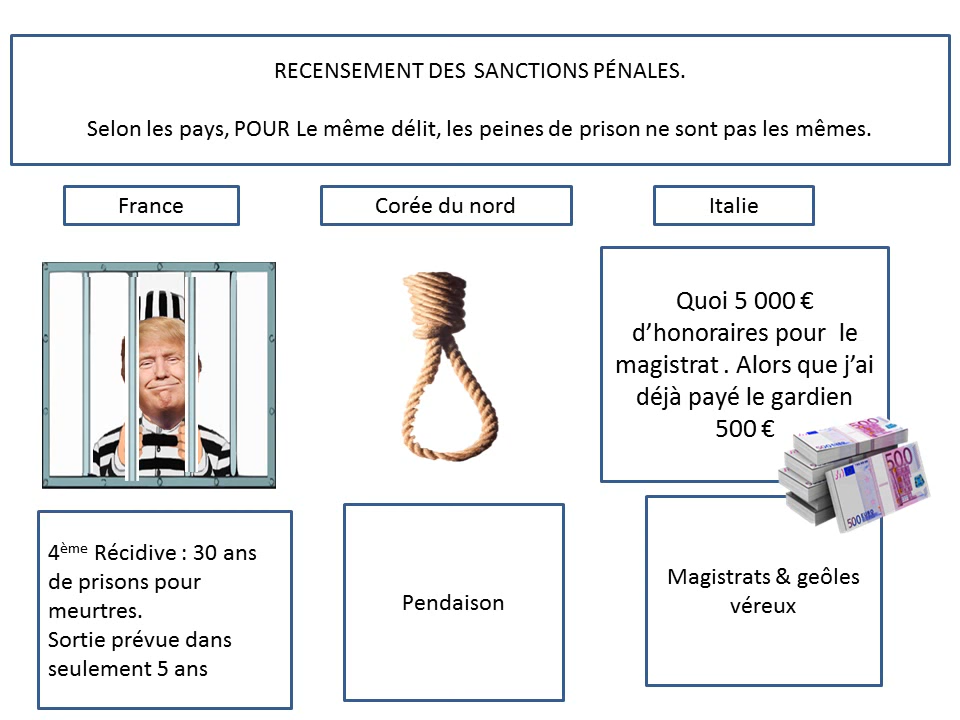 RECENSEMENT DES SANCTIONS PÉNALES.
Selon les pays, POUR Le même délit, les peines de prison ne sont pas les mêmes.
France
Corée du nord
Italie
Quoi 5 000 €
d’honoraires pour le
magistrat . Alors que j’ai
déjà payé le gardien
500 €
500
500 EURO
4ème Récidive : 30 ans
de prisons pour
meurtres.
Sortie prévue dans
seulement 5 ans
Pendaison
Magistrats & geôles
véreux